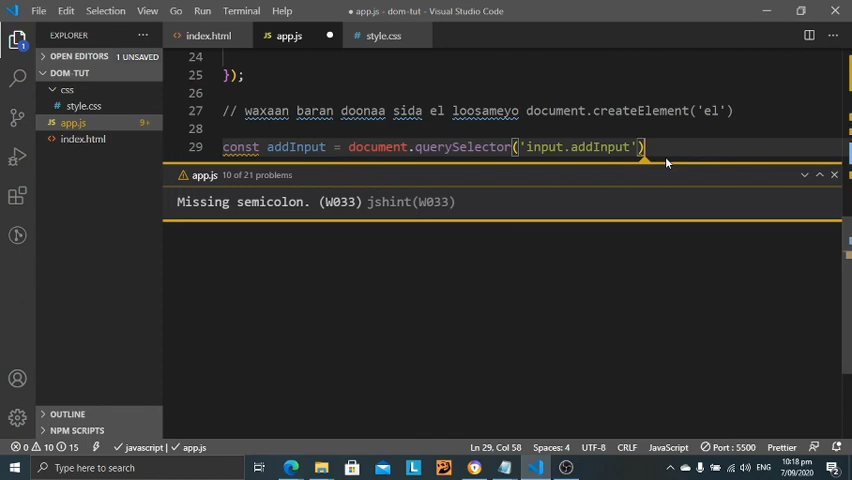 File Edit Selection View Go Run Terminal Help
● app.js - dom-tut - Visual Studio Code
1
EXPLORER ...
OPEN EDITORS 1 UNSAVED
DOM-TUT
css
# style.css
app.js 9+
index.html
OUTLINE
NPM SCRIPTS
index.html
app.js ●
# style.css
24
25 });
26
27 // waxaan baran doonaa sida el loosameyo document.createElement('el')
28
29 const addInput = document.querySelector('input.addInput')
app.js 10 of 21 problems
Missing semicolon. (W033) jshint(W033)
0 10 15 javascript | app.js
Ln 29, Col 58 Spaces: 4 UTF-8 CRLF JavaScript Port : 5500 Prettier
Type here to search
ENG
10:18 pm
7/09/2020
2